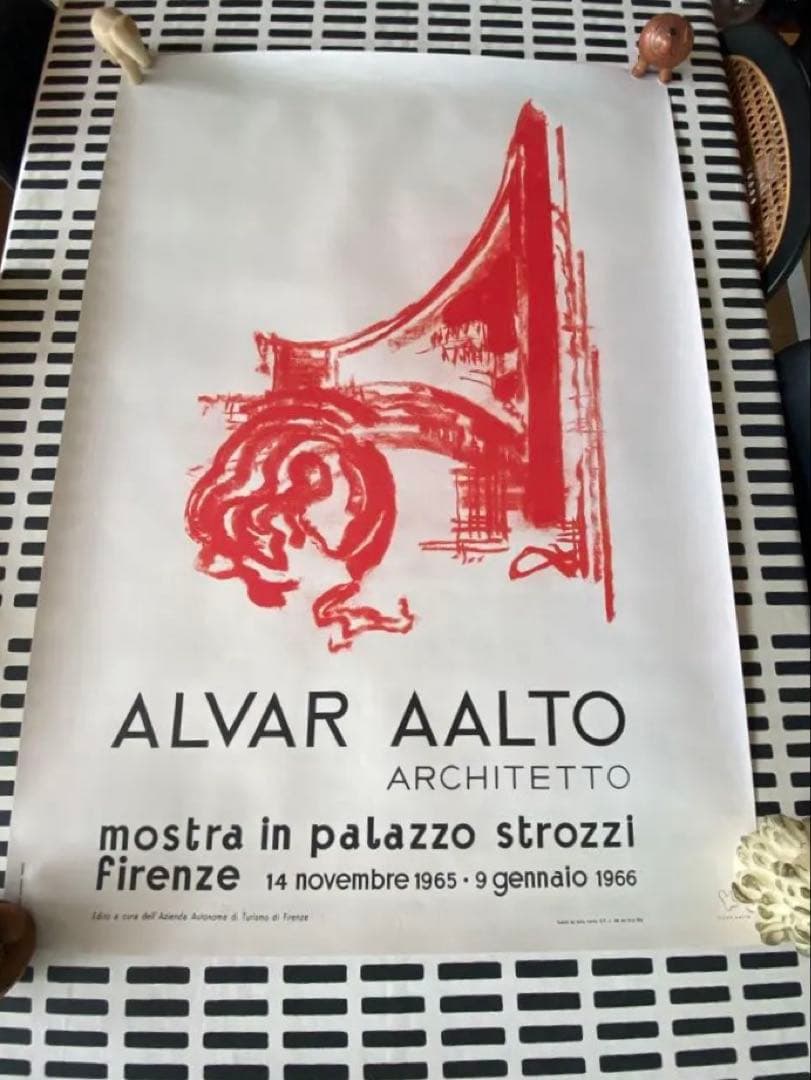 ALVAR AALTO
ARCHITETTO
mostra in palazzo strozzi
firenze 14 novembre 1965 · 9 gennaio 1966
Edito a cura dell'Azienda Autonoma di Turismo di Firenze